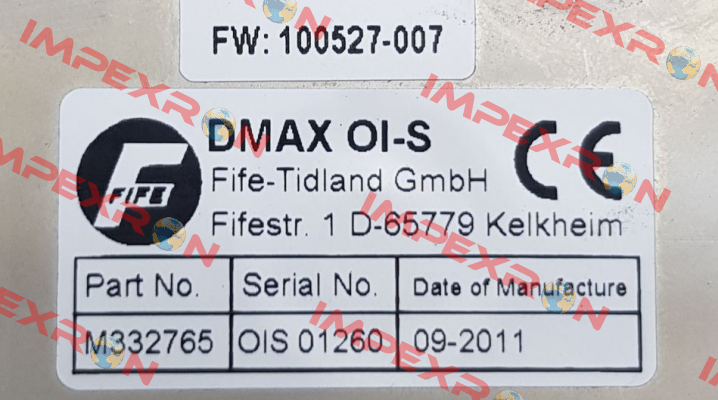 FW: 100527-007
FIFE
DMAX OI-S
CE
Fife-Tidland GmbH
Fifestr. 1 D-65779 Kelkheim
Part No. Serial No. Date of Manufacture
M332765 OIS 01260 09-2011
IMPEXRON
IMPEXRON
IMPEXRON
IMPEXRON
IMPEXRON